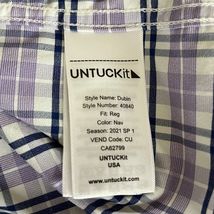 UNTUCKit
Style Name: Dubin
Style Number: 40840
Fit: Reg
Color: Nav
Season: 2021 SP 1
VEND Code: CU
CA62799
UNTUCKit
USA
www.untuckit.com